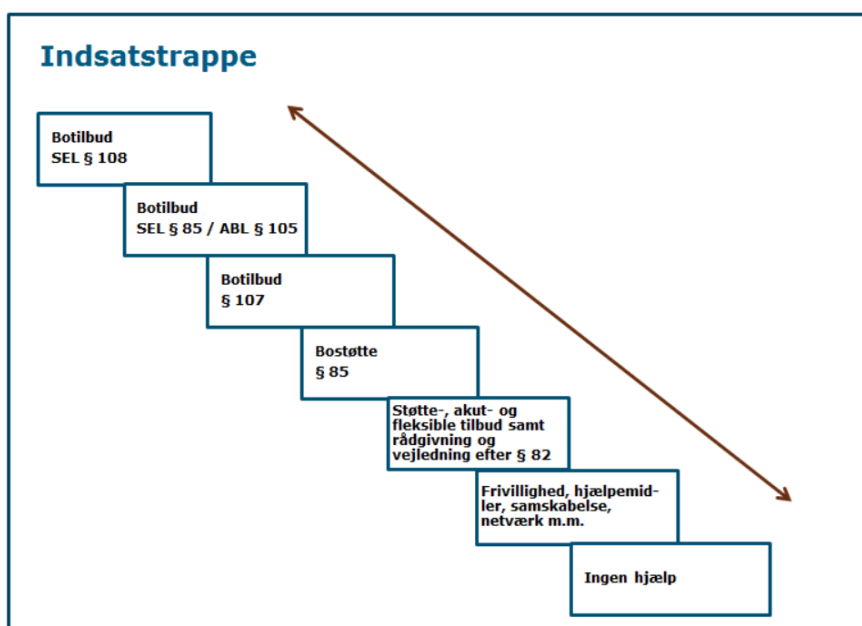 Indsatstrappe
Botilbud
SEL § 108
Botilbud
SEL § 85 / ABL § 105
Botilbud
§ 107
Bostøtte
§ 85
Støtte-, akut- og
fleksible tilbud samt
rådgivning og
vejledning efter § 82
Frivillighed, hjælpemid-
ler, samskabelse,
netværk m.m.
Ingen hjælp